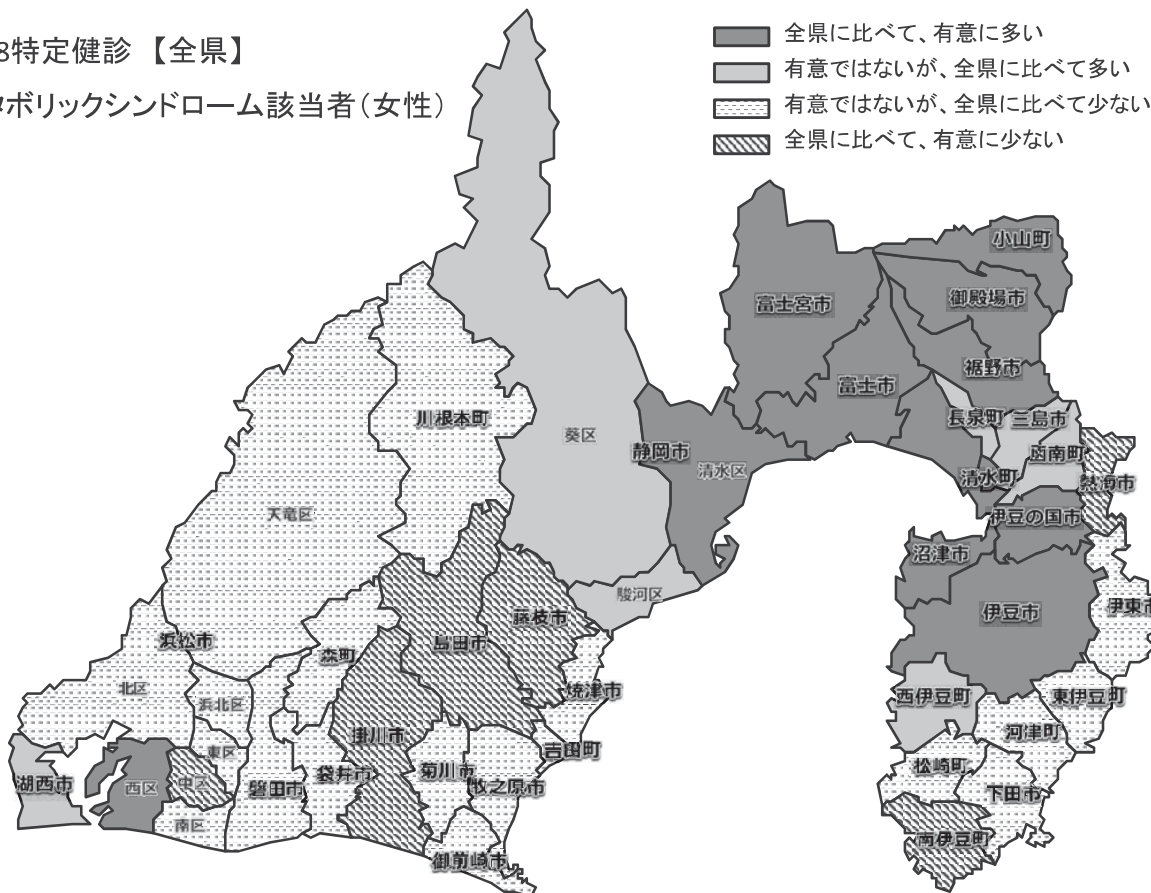 8特定健診 【全県】
タボリックシンドローム該当者(女性)
全県に比べて、有意に多い
有意ではないが、全県に比べて多い
有意ではないが、全県に比べて少ない
全県に比べて、有意に少ない
小山町
御殿場市
富士宮市
裾野市
富士市
長泉町
三島市
川根本町
葵区
静岡市
清水区
函南町
清水町
熱海市
天竜区
伊豆の国市
沼津市
駿河区
伊東市
藤枝市
伊豆市
浜松市
島田市
森町
北区
焼津市
西伊豆町
東伊豆町
浜北区
掛川市
河津町
東区
吉田町
湖西市
西区
中区
磐田市
袋井市
菊川市
牧之原市
松崎町
下田市
南区
御前崎市
南伊豆町